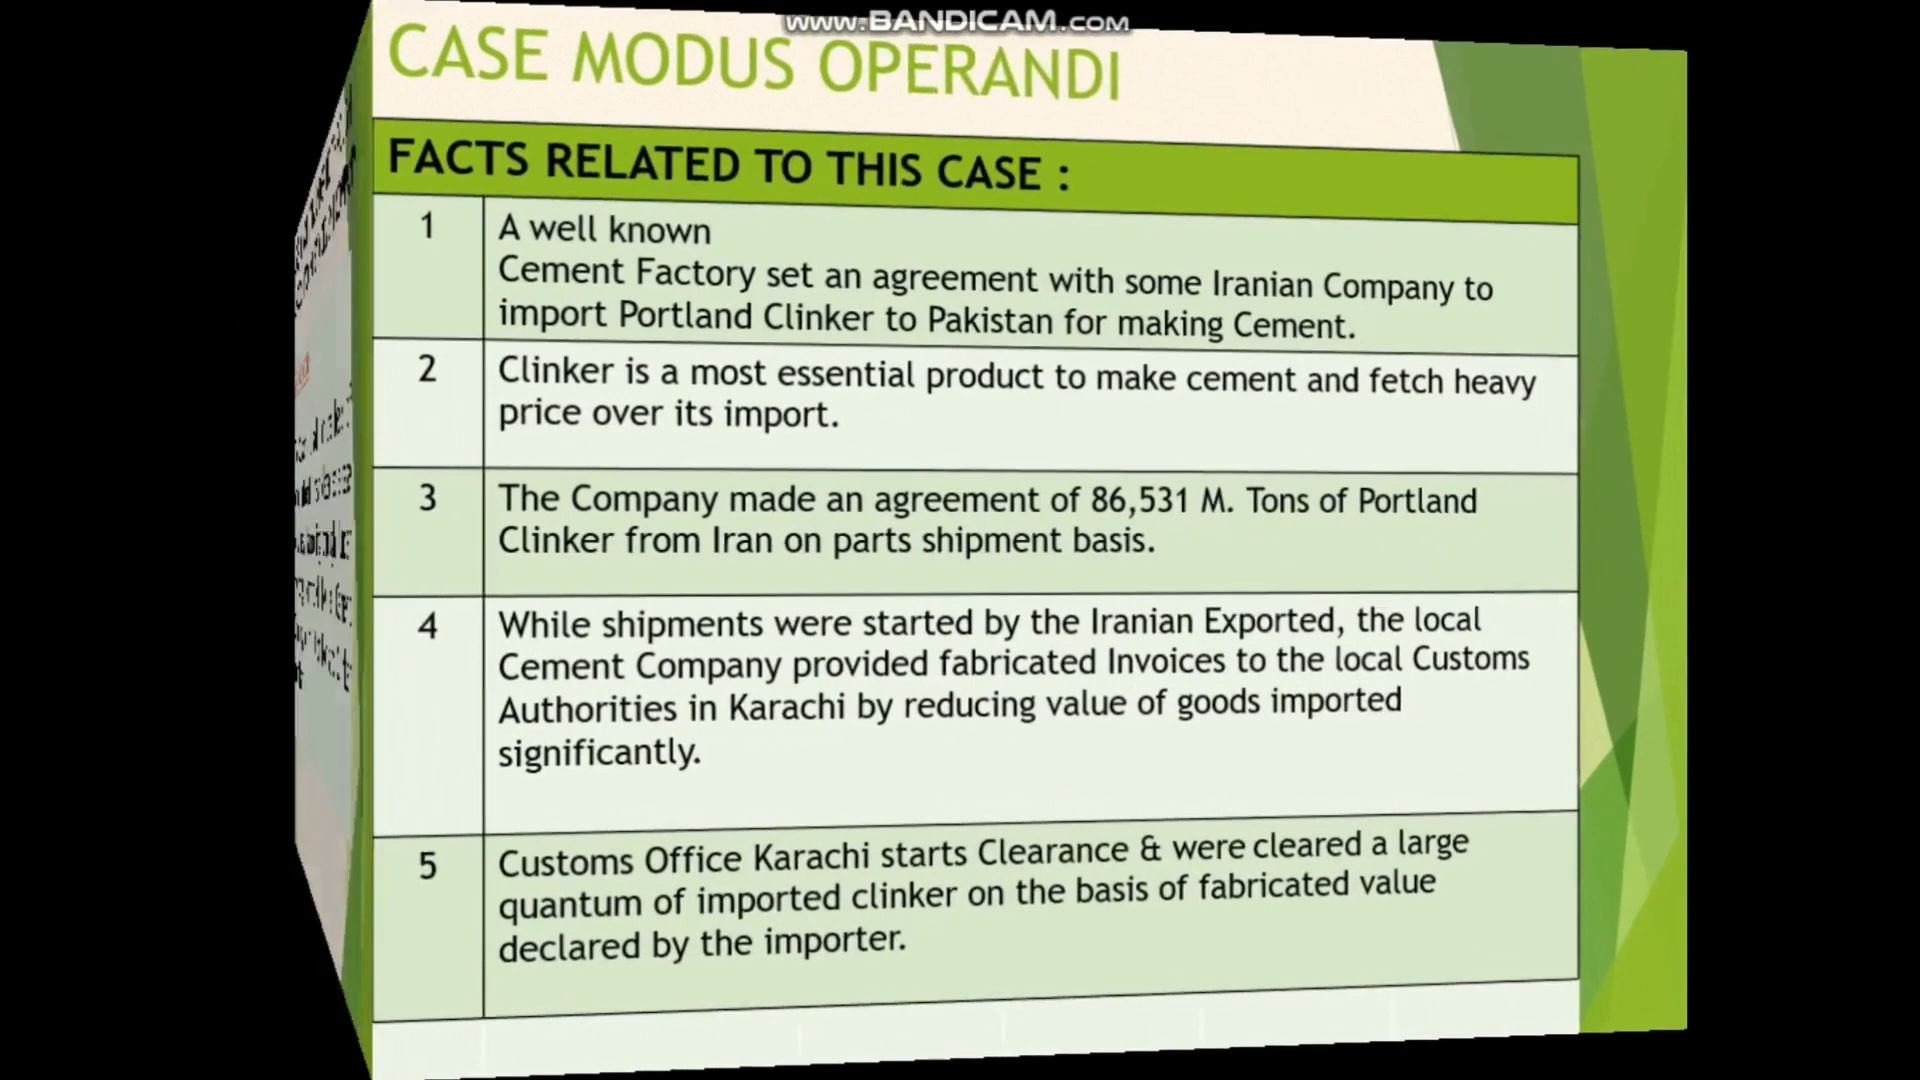 www.BANDICAM.com
CASE MODUS OPERANDI
FACTS RELATED TO THIS CASE :
1
A well known
Cement Factory set an agreement with some Iranian Company to
import Portland Clinker to Pakistan for making Cement.
2
Clinker is a most essential product to make cement and fetch heavy
price over its import.
3
The Company made an agreement of 86,531 M. Tons of Portland
Clinker from Iran on parts shipment basis.
4
While shipments were started by the Iranian Exported, the local
Cement Company provided fabricated Invoices to the local Customs
Authorities in Karachi by reducing value of goods imported
significantly.
5
Customs Office Karachi starts Clearance & were cleared a large
quantum of imported clinker on the basis of fabricated value
declared by the importer.